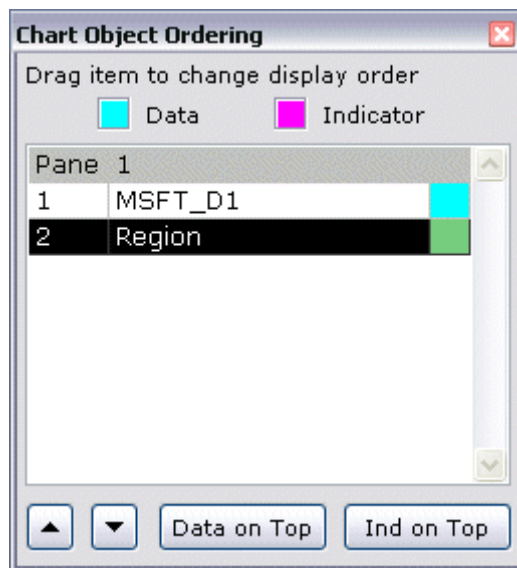 Chart Object Ordering
Drag item to change display order
Data Indicator
Pane 1
1 MSFT_D1
2 Region
Data on Top Ind on Top